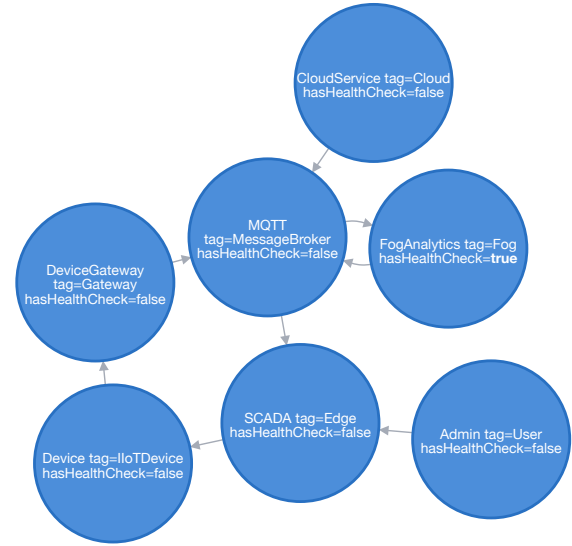 CloudService tag=Cloud
hasHealthCheck=false
MQTT
tag=MessageBroker
hasHealthCheck=false
FogAnalytics tag=Fog
hasHealthCheck=true
DeviceGateway
tag=Gateway
hasHealthCheck=false
SCADA tag=Edge
hasHealthCheck=false
Admin tag=User
hasHealthCheck=false
Device tag=IIoTDevice
hasHealthCheck=false